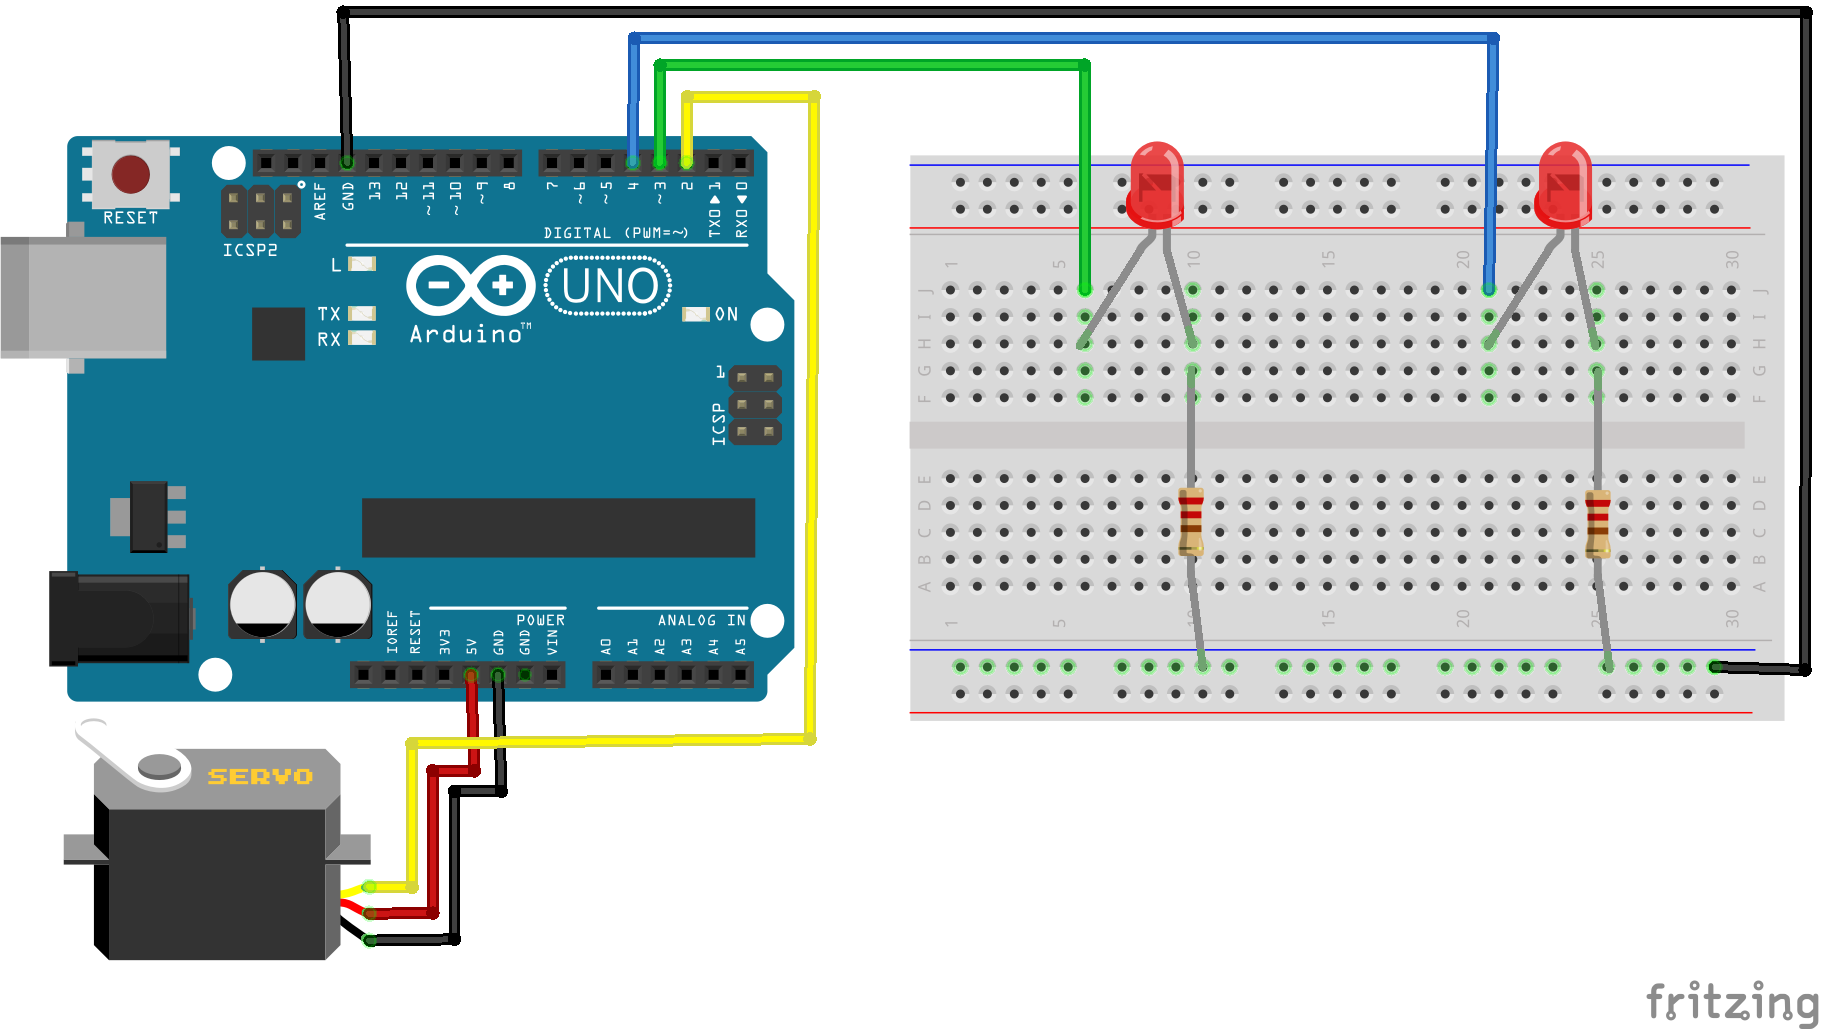 RESET
ICSP2
AREF
GND
13
12
~11
~10
~9
8
7
~6
~5
4
~3
2
TX0▶1
RX0◀0
DIGITAL (PWM=~)
L
TX
RX
UNO
Arduino™
ON
1
ICSP
IOREF
RESET
3V3
5V
GND
GND
VIN
POWER
A0
A1
A2
A3
A4
A5
ANALOG IN
SERVO
1 5 10 15 20 25 30
J J
I I
H H
G G
F F
E E
D D
C C
B B
A A
1 5 10 15 20 25 30
fritzing